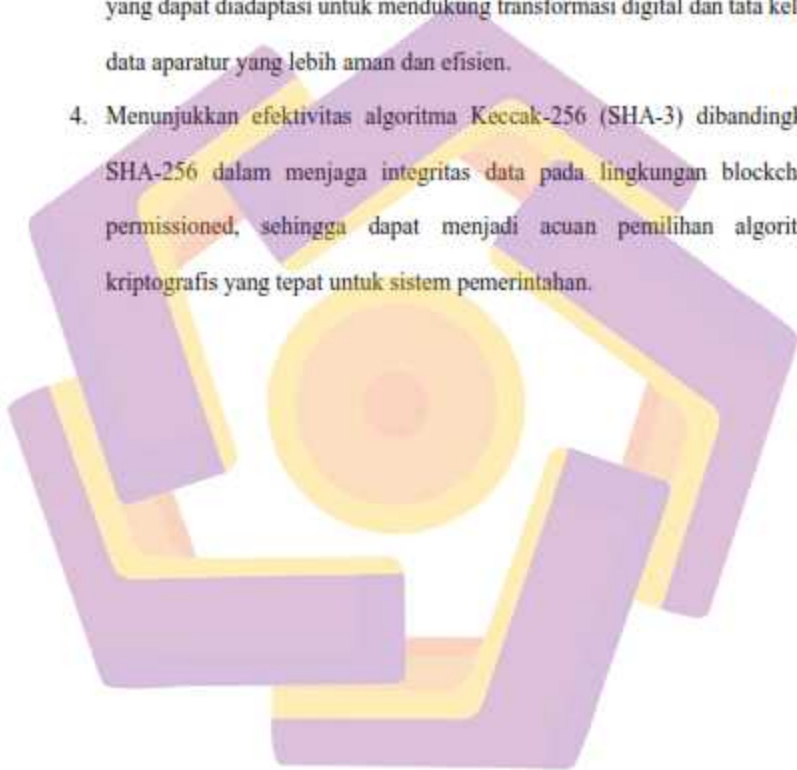 yang dapat diadaptasi untuk mendukung transformasi digital dan tata kel
data aparatur yang lebih aman dan efisien.
4. Menunjukkan efektivitas algoritma Keccak-256 (SHA-3) dibandingl
SHA-256 dalam menjaga integritas data pada lingkungan blockch
permissioned, sehingga dapat menjadi acuan pemilihan algorit
kriptografis yang tepat untuk sistem pemerintahan.